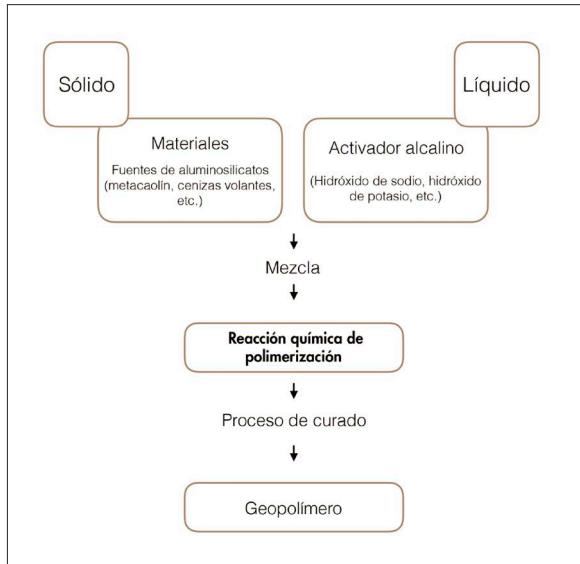 Sólido
Líquido
Materiales
Fuentes de aluminosilicatos
(metacaolín, cenizas volantes,
etc.)
Activador alcalino
(Hidróxido de sodio, hidróxido
de potasio, etc.)
Mezcla
Reacción química de
polimerización
Proceso de curado
Geopolímero